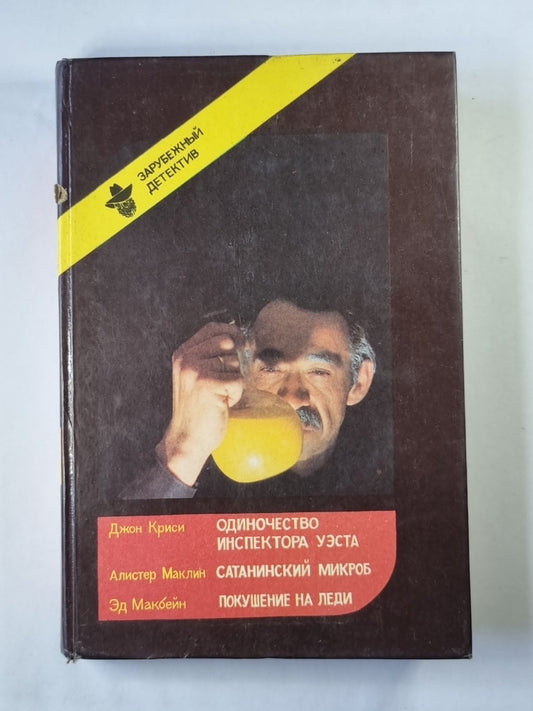 ЗАРУБЕЖНЫЙ
ДЕТЕКТИВ
Джон Криси ОДИНОЧЕСТВО
ИНСПЕКТОРА УЭСТА
Алистер Маклин САТАНИНСКИЙ МИКРОБ
Эд Макбейн ПОКУШЕНИЕ НА ЛЕДИ